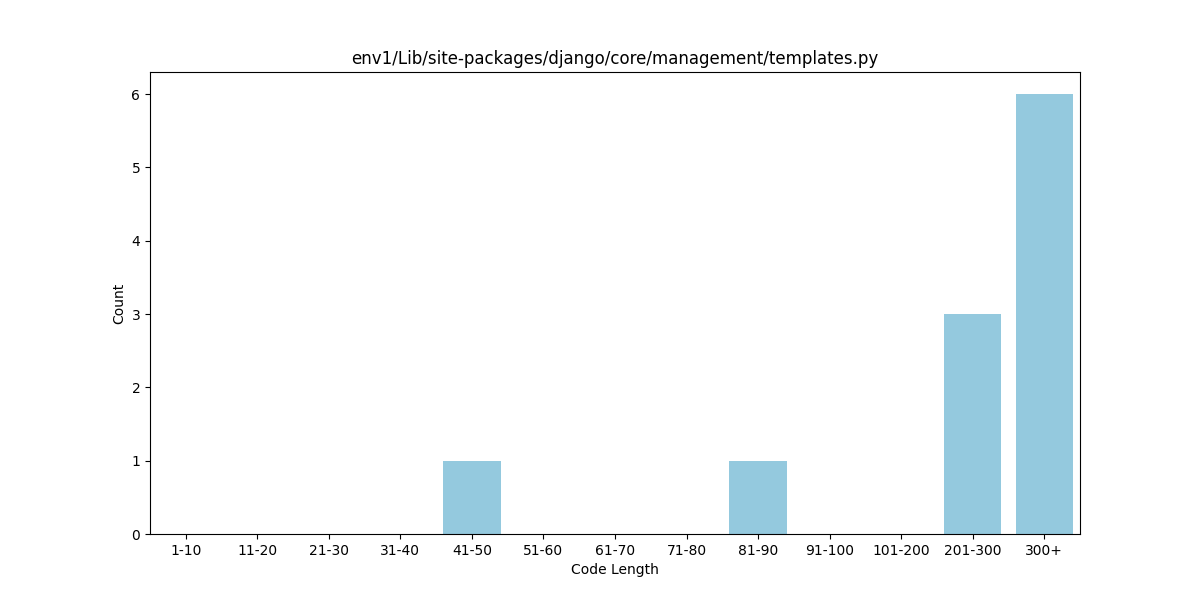 env1/Lib/site-packages/django/core/management/templates.py
6
5
4
3
2
1
0
Count
1-10 11-20 21-30 31-40 41-50 51-60 61-70 71-80 81-90 91-100 101-200 201-300 300+
Code Length